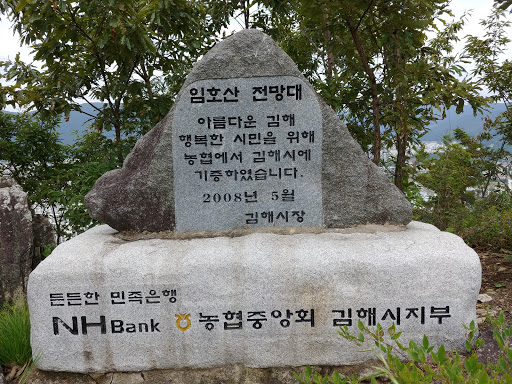 임호산 전망대
아름다운 김해
행복한 시민을 위해
농협에서 김해시에
기증하였습니다.
2008년 5월
김해시장
튼튼한 민족은행
NH Bank 농협중앙회 김해시지부